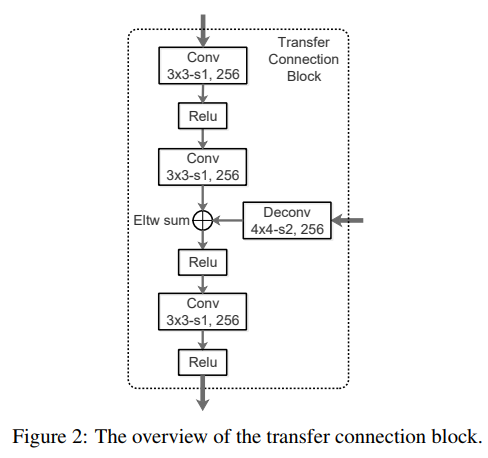 Transfer
Connection
Block
Conv
3x3-s1, 256
Relu
Conv
3x3-s1, 256
Eltw sum
Deconv
4x4-s2, 256
Relu
Conv
3x3-s1, 256
Relu
Figure 2: The overview of the transfer connection block.